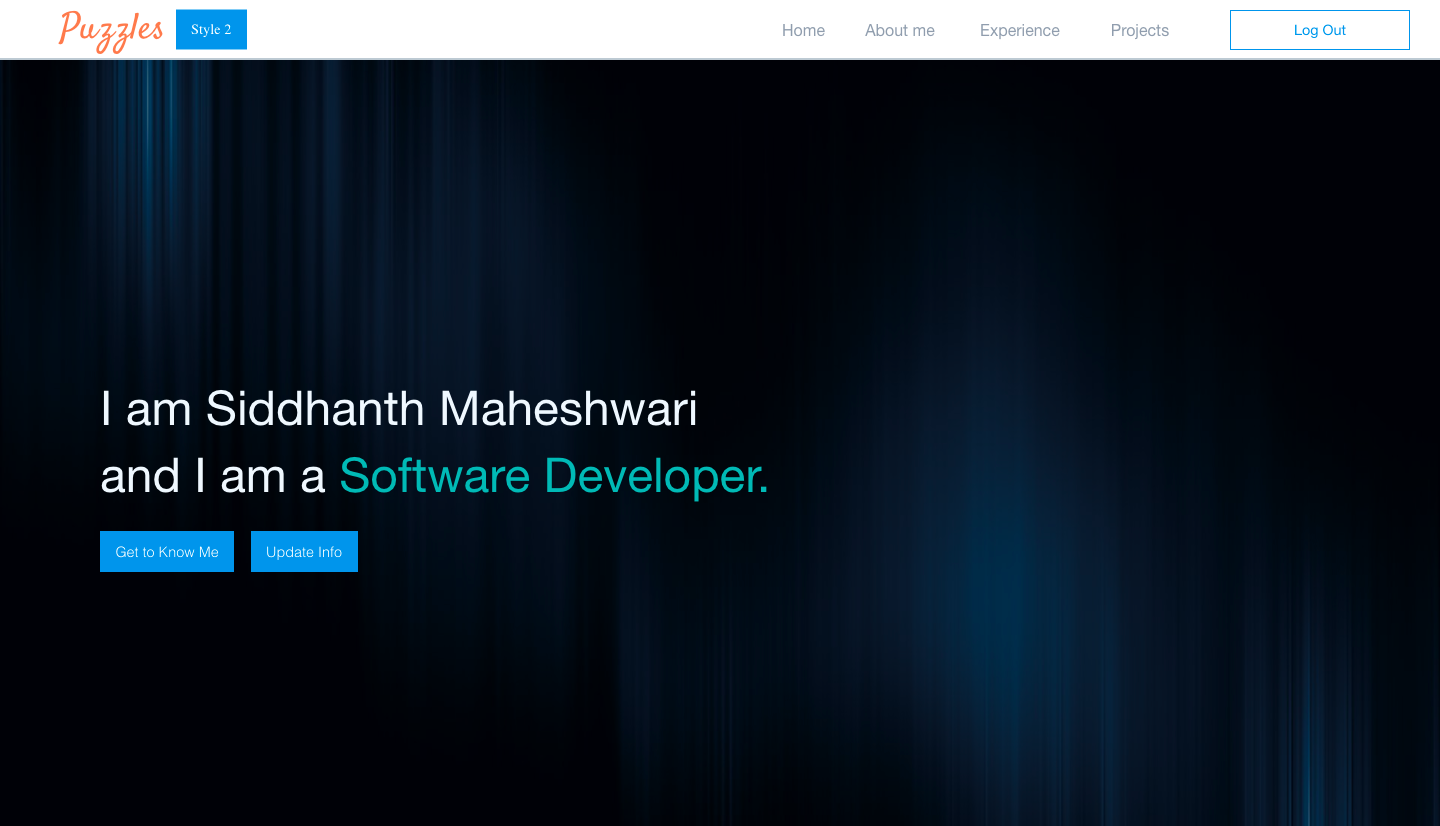 Puzzles
Style 2
Home
About me
Experience
Projects
Log Out
I am Siddhanth Maheshwari
and I am a Software Developer.
Get to Know Me
Update Info